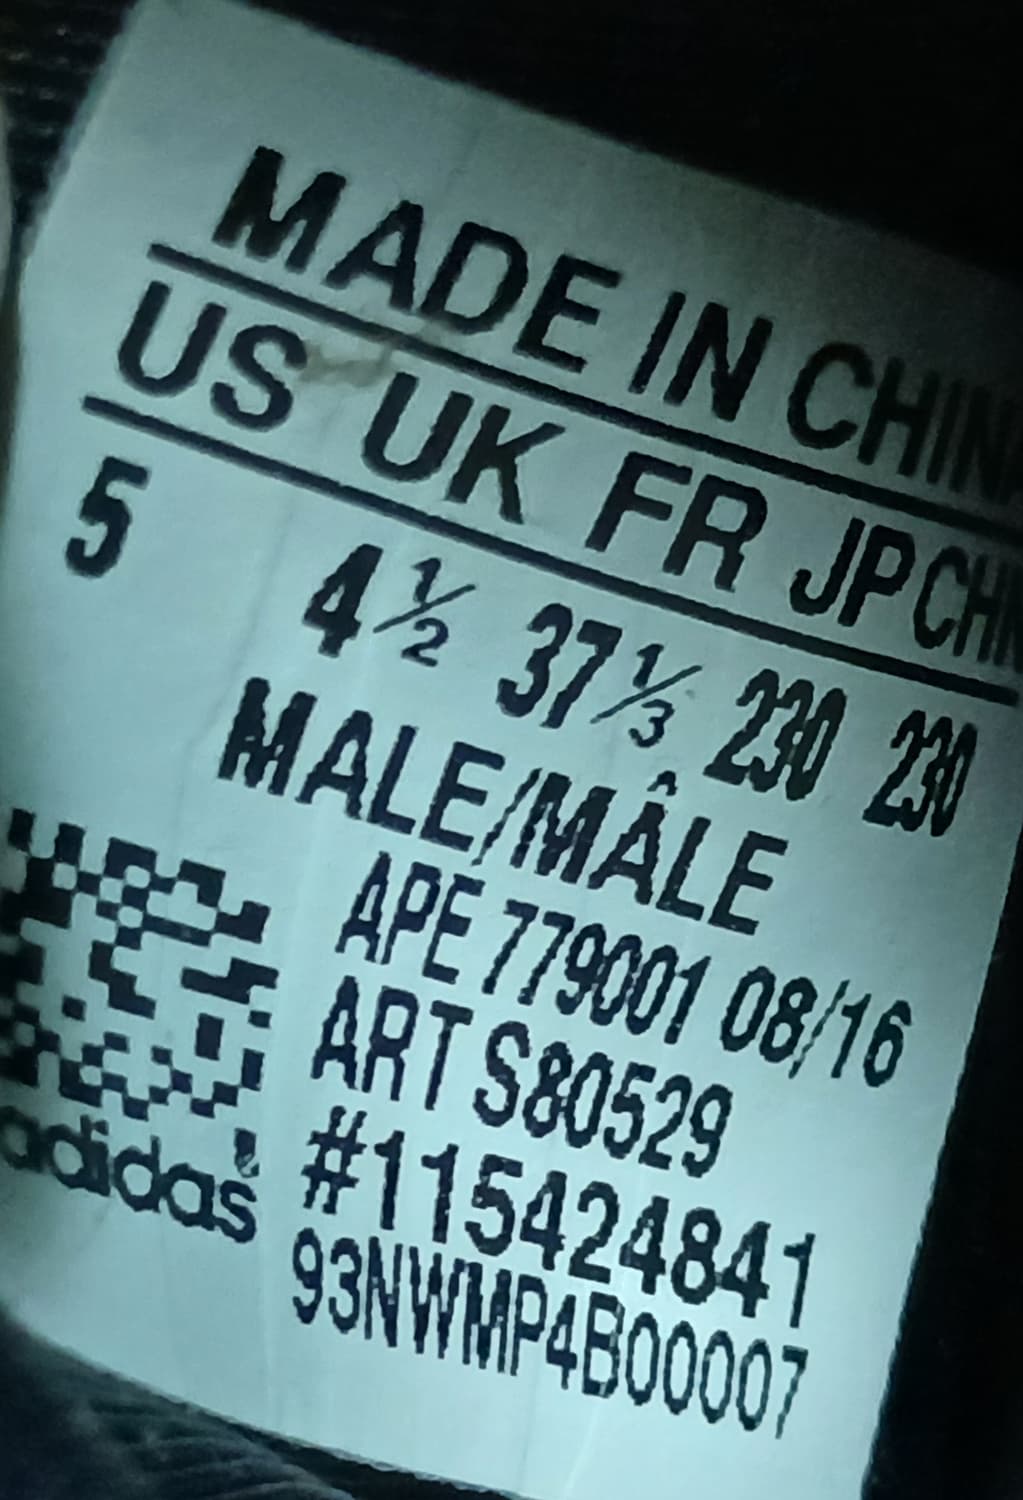 MADE IN CHINA
US UK FR JP CHN
5 4½ 37⅓ 230 230
MALE/MÂLE
APE 779001 08/16
ART S80529
#115424841
93NWMP4B00007
adidas